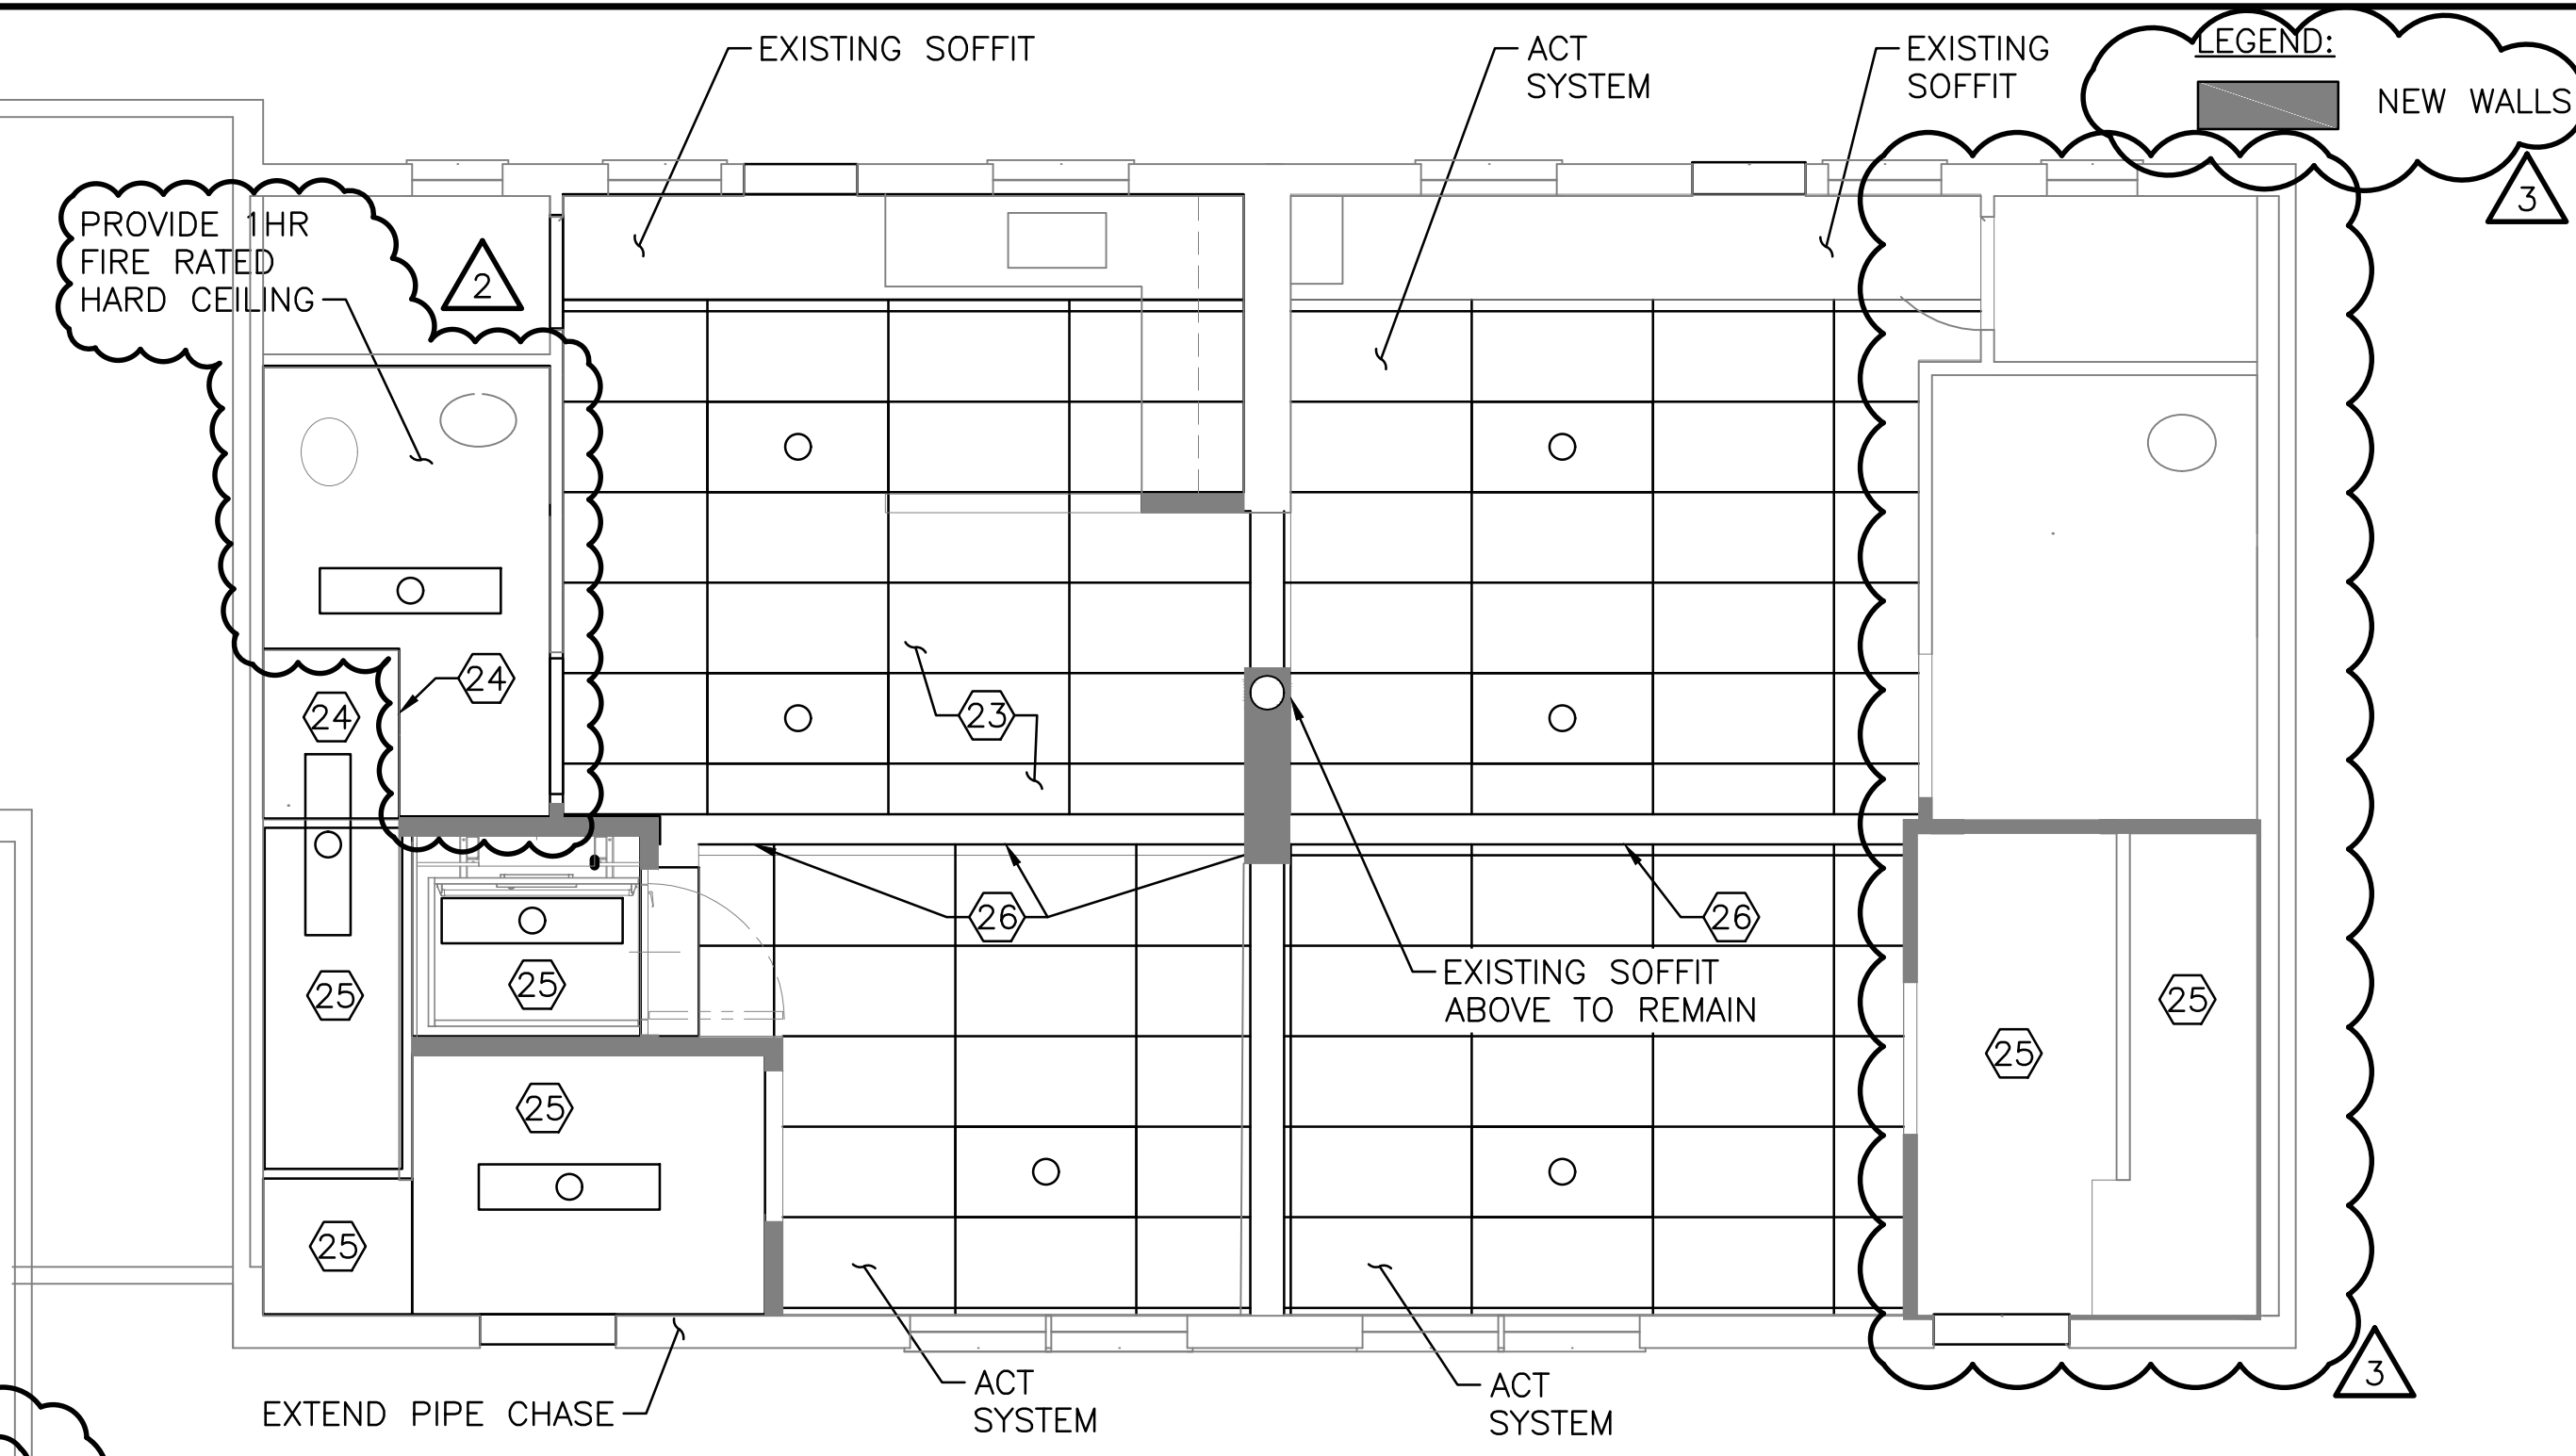 EXISTING SOFFIT
ACT
SYSTEM
EXISTING
SOFFIT
LEGEND:
NEW WALLS
3
PROVIDE 1HR
FIRE RATED
HARD CEILING
2
24
24
23
26
26
EXISTING SOFFIT
ABOVE TO REMAIN
25
25
25
25
25
25
EXTEND PIPE CHASE
ACT
SYSTEM
ACT
SYSTEM
3